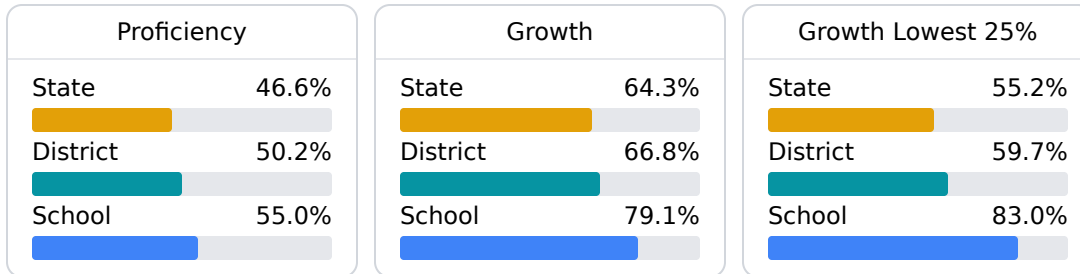 Proficiency
State 46.6%
District 50.2%
School 55.0%
Growth
State 64.3%
District 66.8%
School 79.1%
Growth Lowest 25%
State 55.2%
District 59.7%
School 83.0%